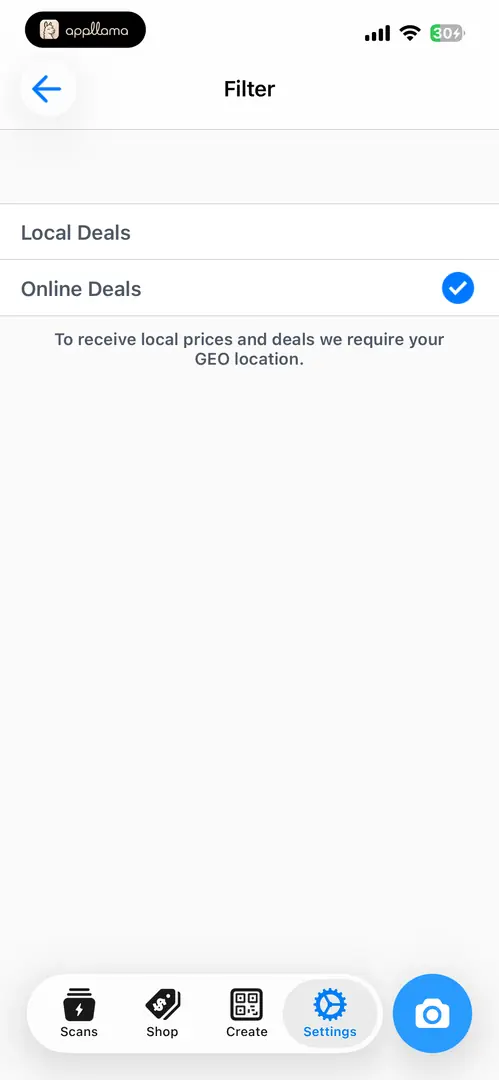 appllama
30
Filter
Local Deals
Online Deals
To receive local prices and deals we require your
GEO location.
Scans
Shop
Create
Settings